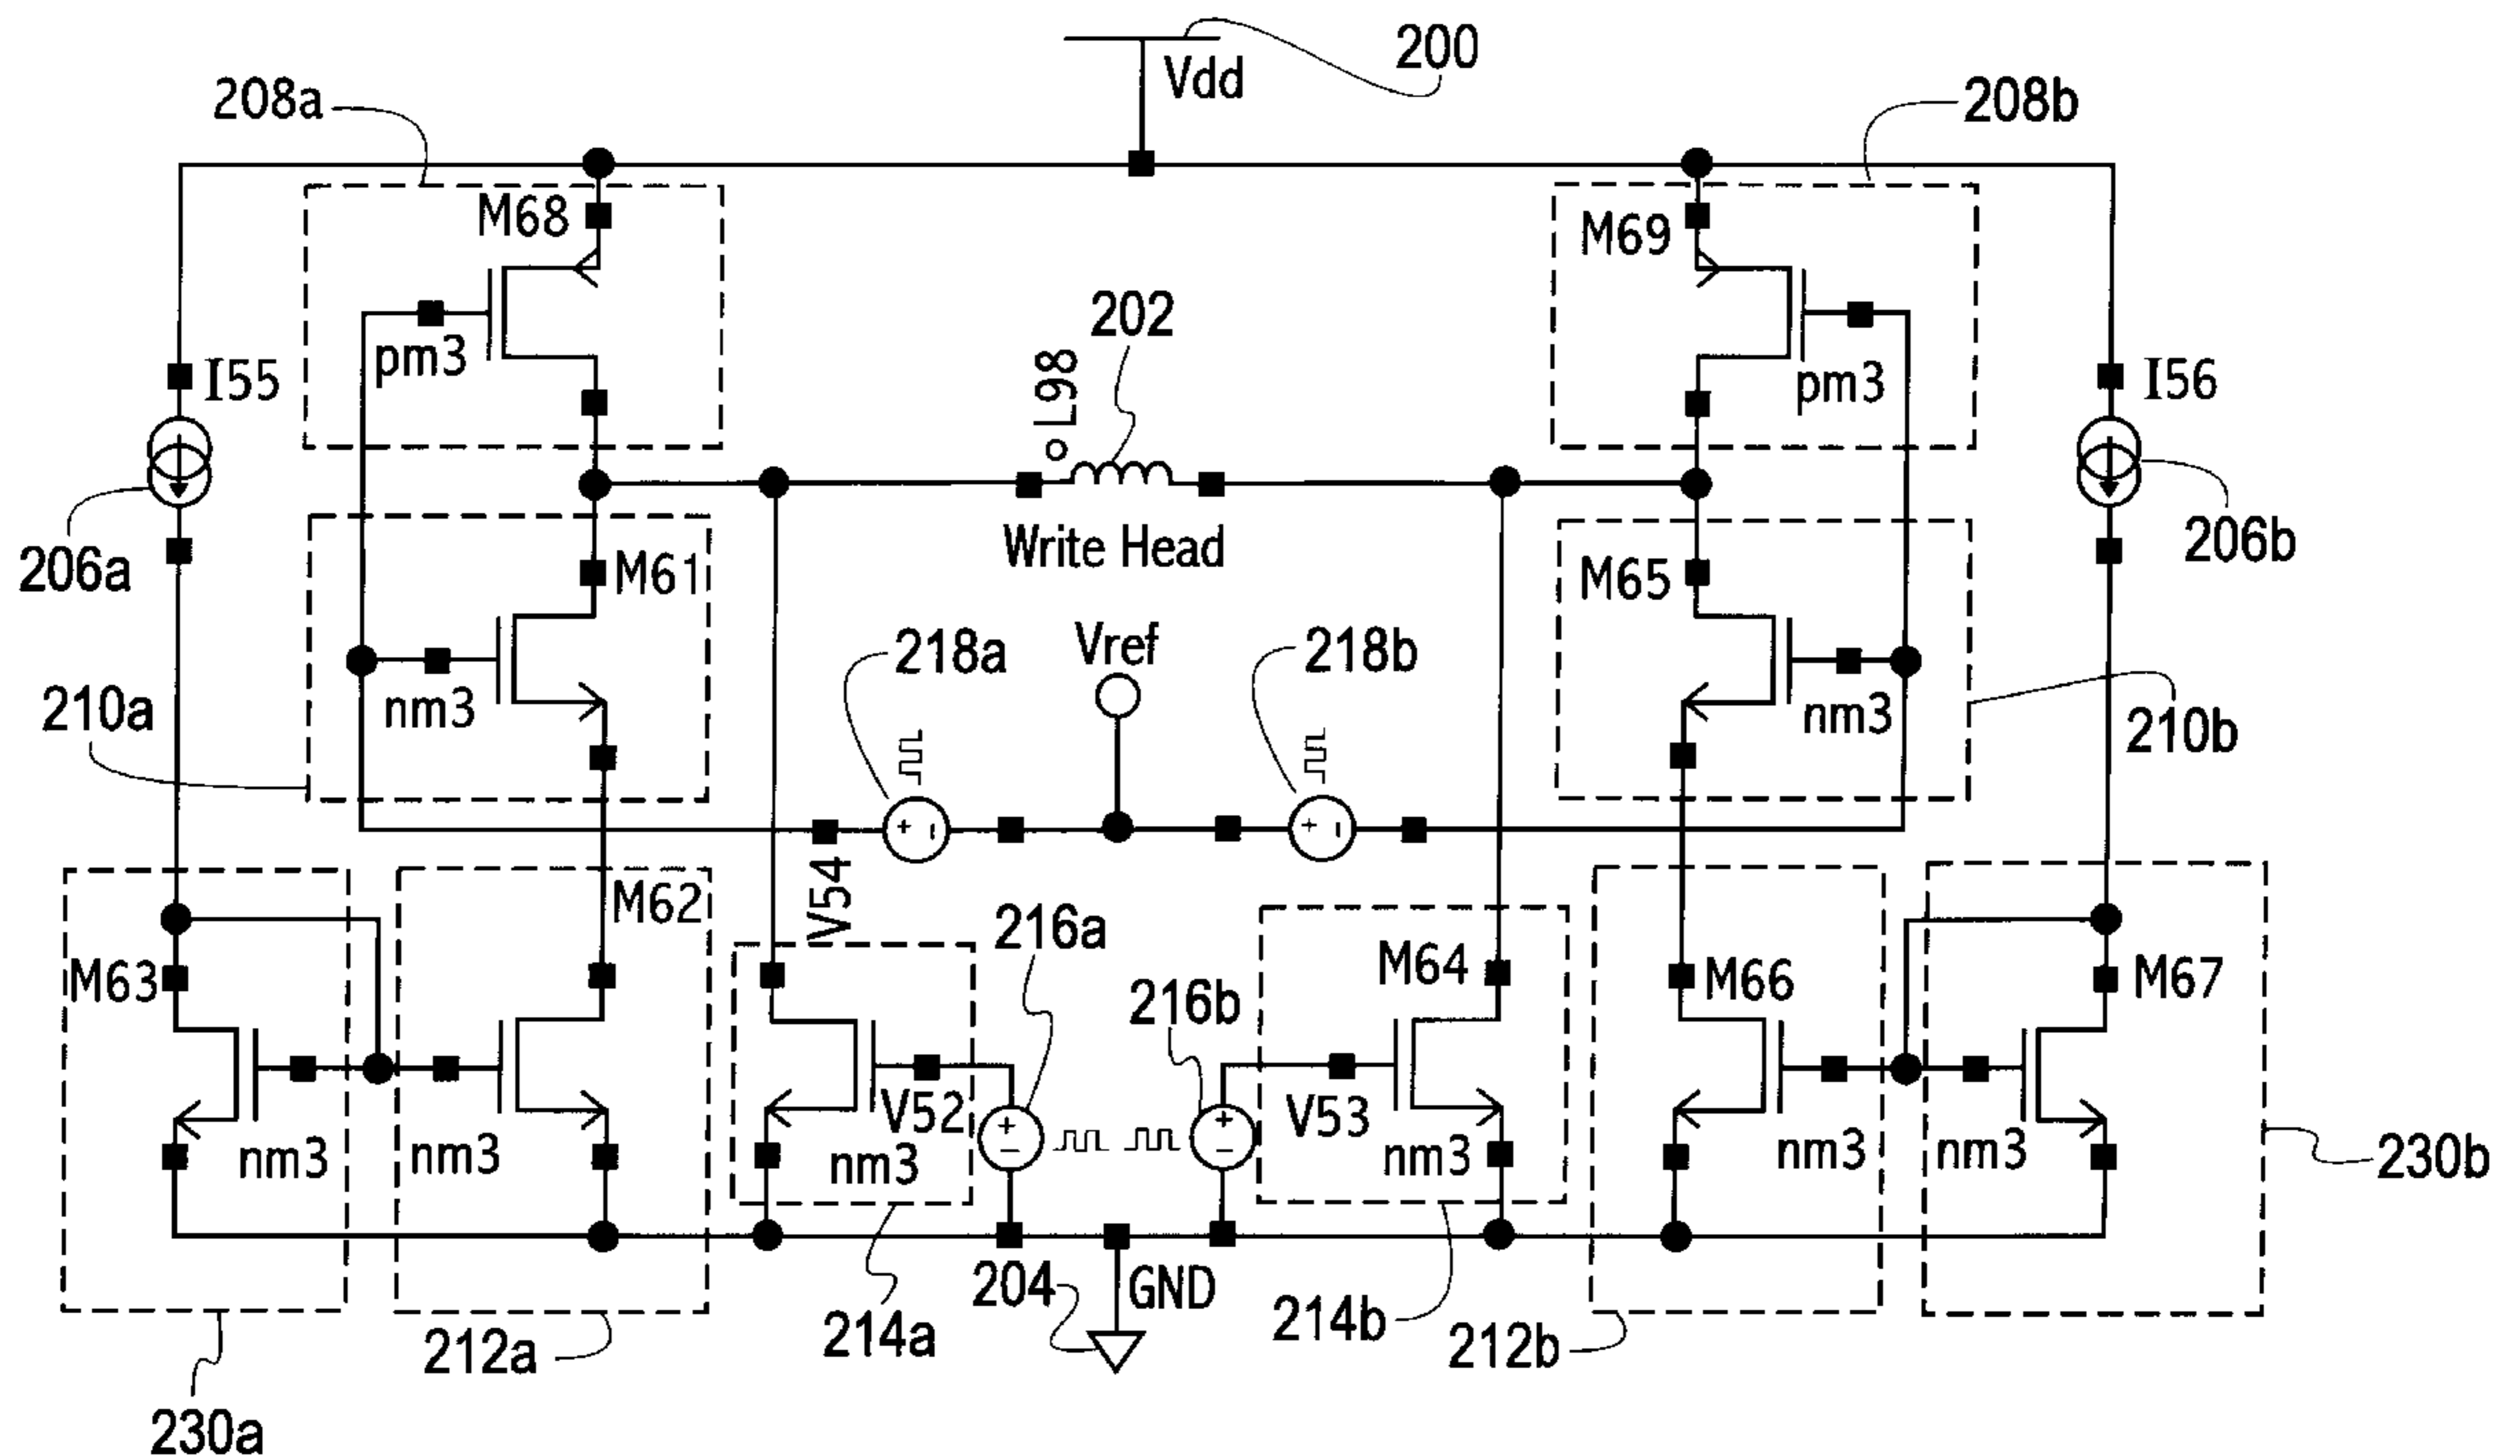 200
Vdd
208a
208b
M68
M69
202
L98
pm3
pm3
I55
I56
Write Head
206a
206b
M61
M65
Vref
218a
218b
210a
nm3
nm3
210b
+ –
+ –
V54
M62
216a
M63
M64
M66
M67
216b
V52
V53
+
–
+
–
nm3
nm3
nm3
nm3
nm3
nm3
230b
204
GND
214a
214b
212a
212b
230a